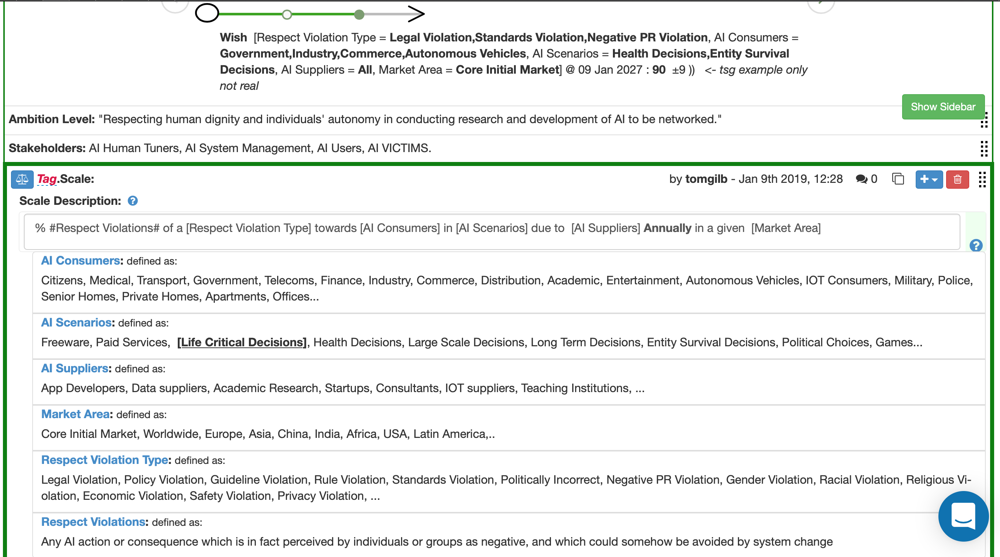 Wish [Respect Violation Type = Legal Violation,Standards Violation,Negative PR Violation, AI Consumers =
Government,Industry,Commerce,Autonomous Vehicles, AI Scenarios = Health Decisions,Entity Survival
Decisions, AI Suppliers = All, Market Area = Core Initial Market] @ 09 Jan 2027 : 90 ±9 )) <- tsg example only
not real
Show Sidebar
Ambition Level: "Respecting human dignity and individuals' autonomy in conducting research and development of AI to be networked."
Stakeholders: AI Human Tuners, AI System Management, AI Users, AI VICTIMS.
Tag.Scale: by tomgilb - Jan 9th 2019, 12:28 0
Scale Description: ?
% #Respect Violations# of a [Respect Violation Type] towards [AI Consumers] in [AI Scenarios] due to [AI Suppliers] Annually in a given [Market Area]
?
AI Consumers: defined as:
Citizens, Medical, Transport, Government, Telecoms, Finance, Industry, Commerce, Distribution, Academic, Entertainment, Autonomous Vehicles, IOT Consumers, Military, Police,
Senior Homes, Private Homes, Apartments, Offices...
AI Scenarios: defined as:
Freeware, Paid Services, [Life Critical Decisions], Health Decisions, Large Scale Decisions, Long Term Decisions, Entity Survival Decisions, Political Choices, Games...
AI Suppliers: defined as:
App Developers, Data suppliers, Academic Research, Startups, Consultants, IOT suppliers, Teaching Institutions, ...
Market Area: defined as:
Core Initial Market, Worldwide, Europe, Asia, China, India, Africa, USA, Latin America,..
Respect Violation Type: defined as:
Legal Violation, Policy Violation, Guideline Violation, Rule Violation, Standards Violation, Politically Incorrect, Negative PR Violation, Gender Violation, Racial Violation, Religious Vi-
olation, Economic Violation, Safety Violation, Privacy Violation, ...
Respect Violations: defined as:
Any AI action or consequence which is in fact perceived by individuals or groups as negative, and which could somehow be avoided by system change